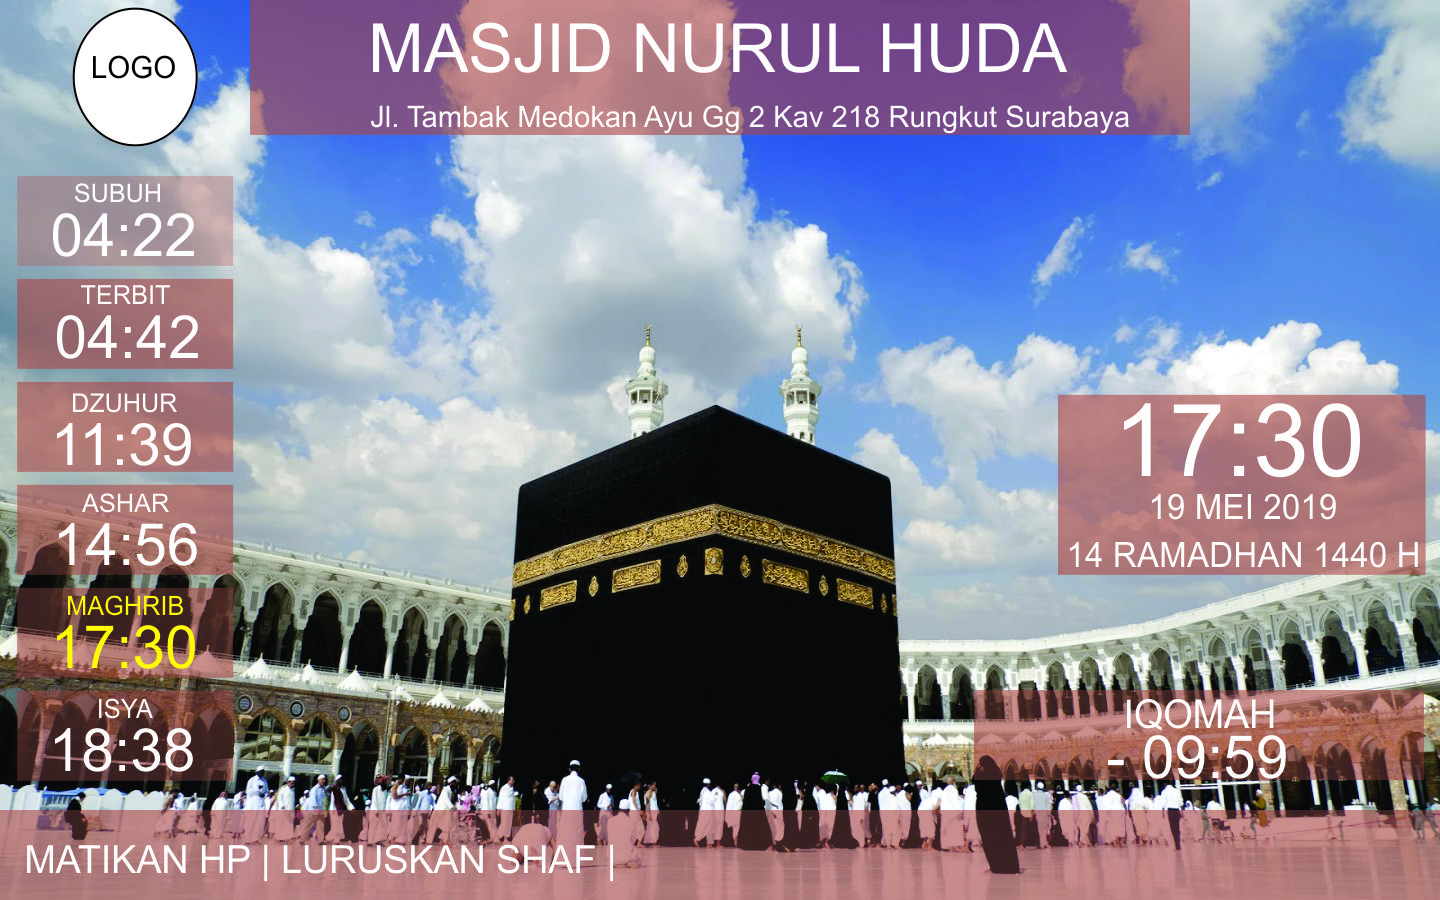 LOGO
MASJID NURUL HUDA
Jl. Tambak Medokan Ayu Gg 2 Kav 218 Rungkut Surabaya
SUBUH
04:22
TERBIT
04:42
DZUHUR
11:39
ASHAR
14:56
MAGHRIB
17:30
ISYA
18:38
17:30
19 MEI 2019
14 RAMADHAN 1440 H
IQOMAH
- 09:59
MATIKAN HP | LURUSKAN SHAF |